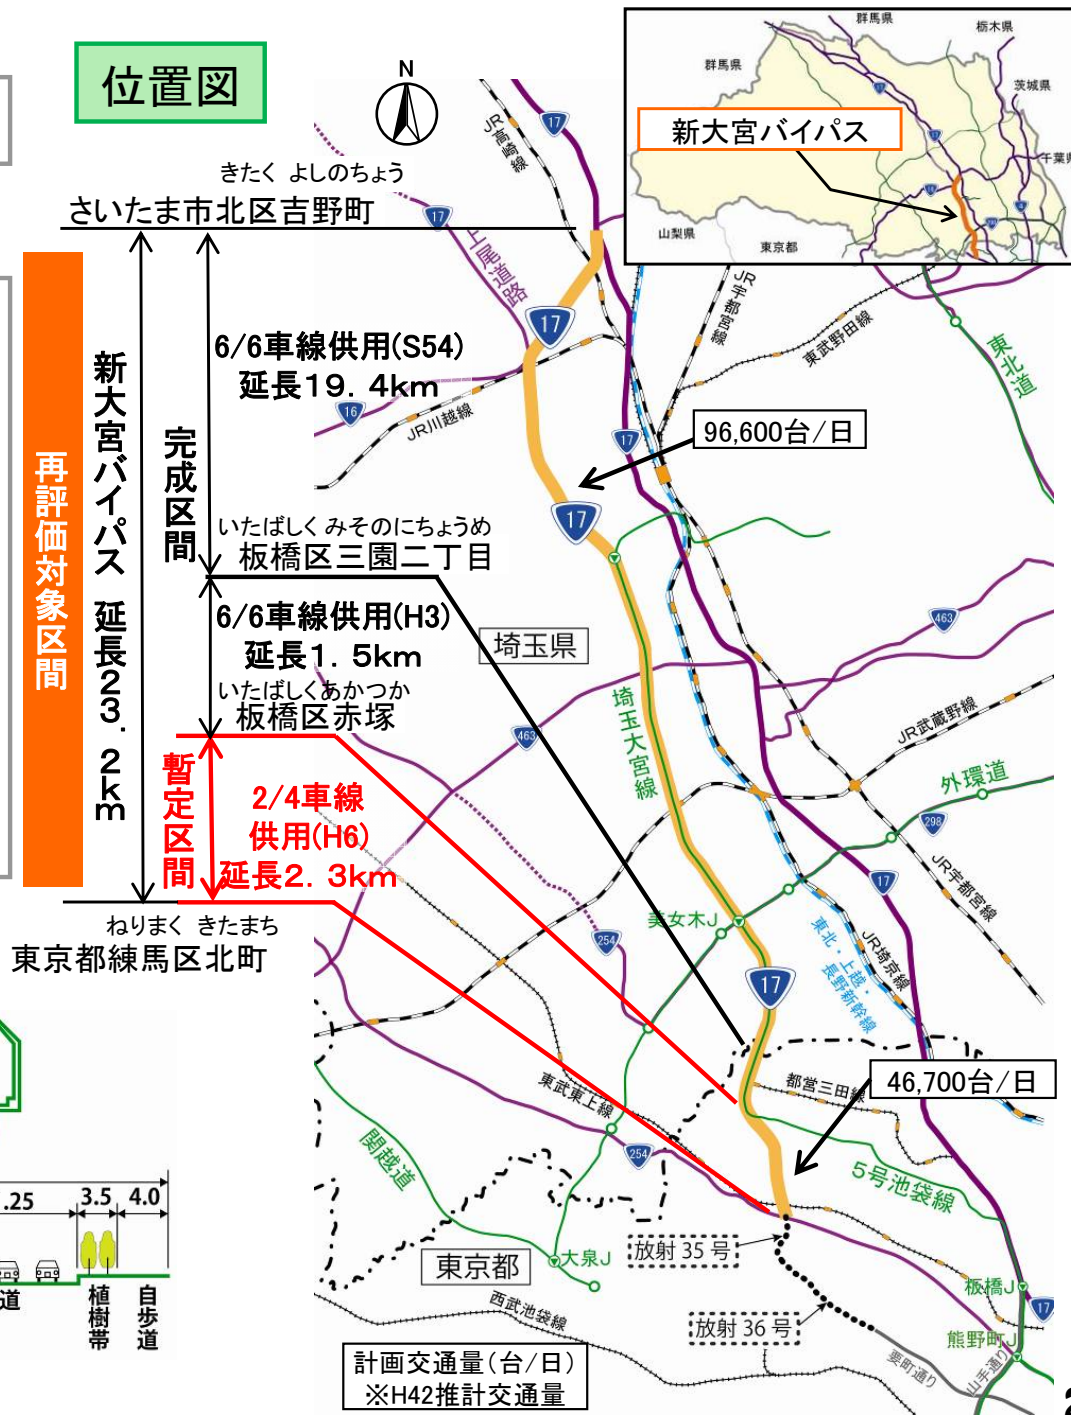 位置図
N
群馬県
栃木県
群馬県
茨城県
新大宮バイパス
千葉県
山梨県
東京都
きたく よしのちょう
さいたま市北区吉野町
17
17
JR高崎線
上尾道路
17
JR宇都宮線
東武野田線
東北道
6/6車線供用(S54)
延長19.4km
16
JR川越線
17
96,600台/日
再評価対象区間
新大宮バイパス 延長23.2km
完成区間
17
いたばしく みそのにちょうめ
板橋区三園二丁目
6/6車線供用(H3)
延長1.5km
埼玉県
463
いたばしくあかつか
板橋区赤塚
埼玉大宮線
463
JR武蔵野線
外環道
暫定区間
2/4車線
供用(H6)
延長2.3km
298
JR宇都宮線
17
ねりまく きたまち
東京都練馬区北町
美女木J
254
東北・上越・
長野新幹線
JR埼京線
17
東武東上線
都営三田線
46,700台/日
関越道
254
5号池袋線
.25
3.5
4.0
道
植樹帯
自歩道
東京都
大泉J
放射35号
西武池袋線
放射36号
板橋J
17
熊野町J
要町通り
山手通り
計画交通量(台/日)
※H42推計交通量